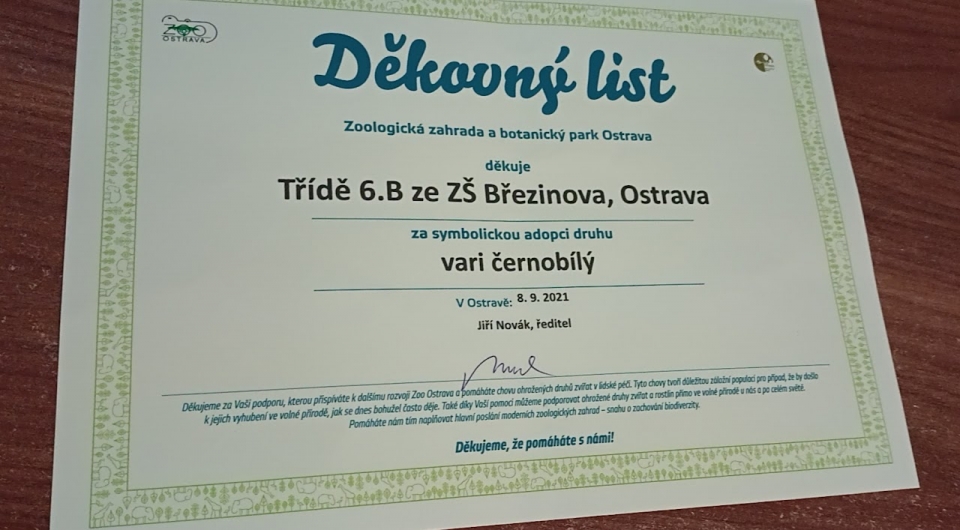 ZOO
OSTRAVA
Děkovný list
Zoologická zahrada a botanický park Ostrava
děkuje
Třídě 6.B ze ZŠ Březinova, Ostrava
za symbolickou adopci druhu
vari černobílý
V Ostravě: 8. 9. 2021
Jiří Novák, ředitel
Děkujeme za Vaši podporu, kterou přispíváte k dalšímu rozvoji Zoo Ostrava a pomáháte chovu ohrožených druhů zvířat v lidské péči. Tyto chovy tvoří důležitou záložní populaci pro případ, že by došlo
k jejich vyhubení ve volné přírodě, jak se dnes bohužel často děje. Také díky Vaší pomoci můžeme podporovat ohrožené druhy zvířat a rostlin přímo ve volné přírodě u nás a po celém světě.
Pomáháte nám tím naplňovat hlavní poslání moderních zoologických zahrad – snahu o zachování biodiverzity.
Děkujeme, že pomáháte s námi!